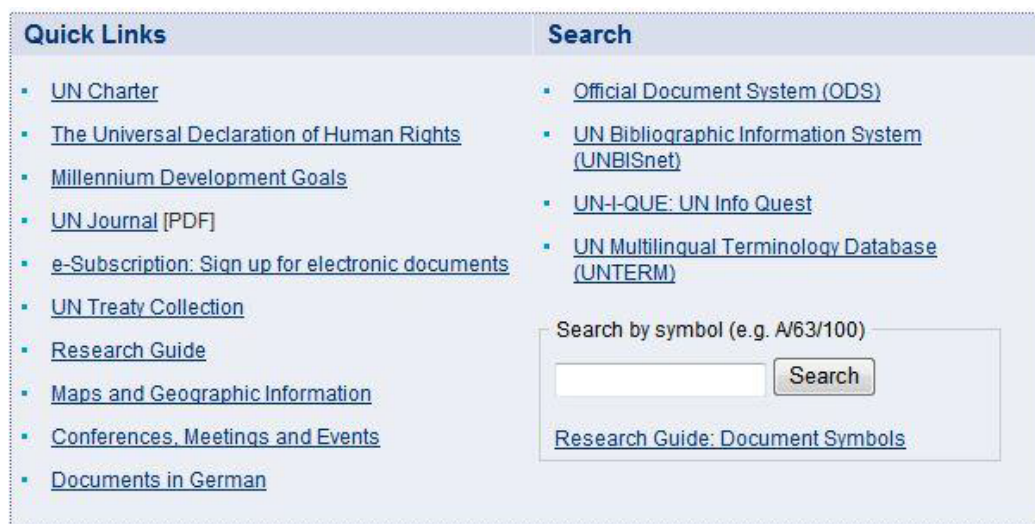 Quick Links
UN Charter
The Universal Declaration of Human Rights
Millennium Development Goals
UN Journal [PDF]
e-Subscription: Sign up for electronic documents
UN Treaty Collection
Research Guide
Maps and Geographic Information
Conferences, Meetings and Events
Documents in German
Search
Official Document System (ODS)
UN Bibliographic Information System
(UNBISnet)
UN-I-QUE: UN Info Quest
UN Multilingual Terminology Database
(UNTERM)
Search by symbol (e.g. A/63/100)
Search
Research Guide: Document Symbols